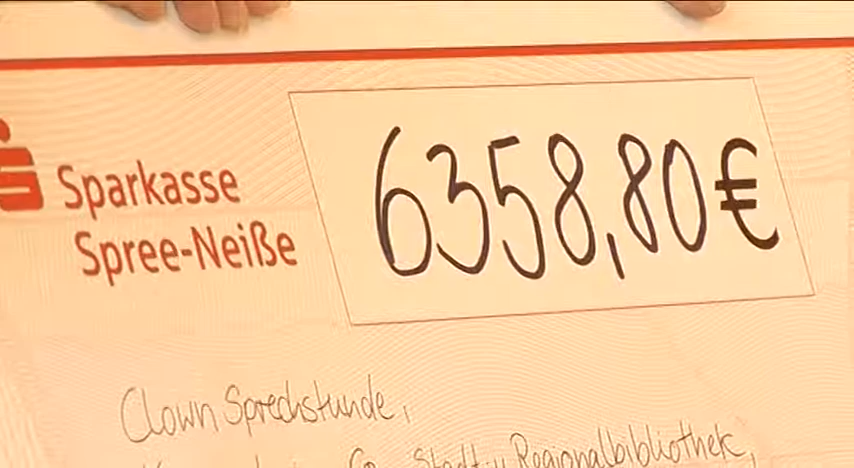 Sparkasse
Spree-Neiße
6358,80€
Clown Sprechstunde,
Stadt-u Regionalbibliothek,